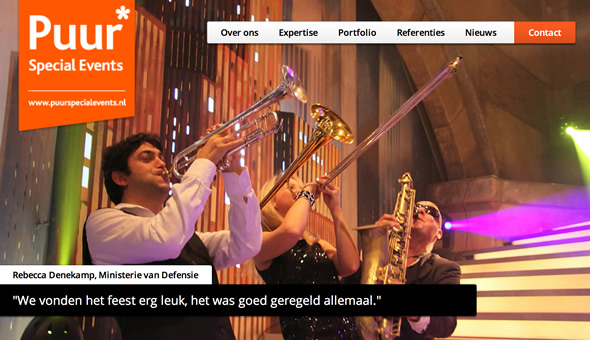 Puur*
Special Events
www.puurspecialevents.nl
Over ons Expertise Portfolio Referenties Nieuws Contact
Rebecca Denekamp, Ministerie van Defensie
"We vonden het feest erg leuk, het was goed geregeld allemaal."